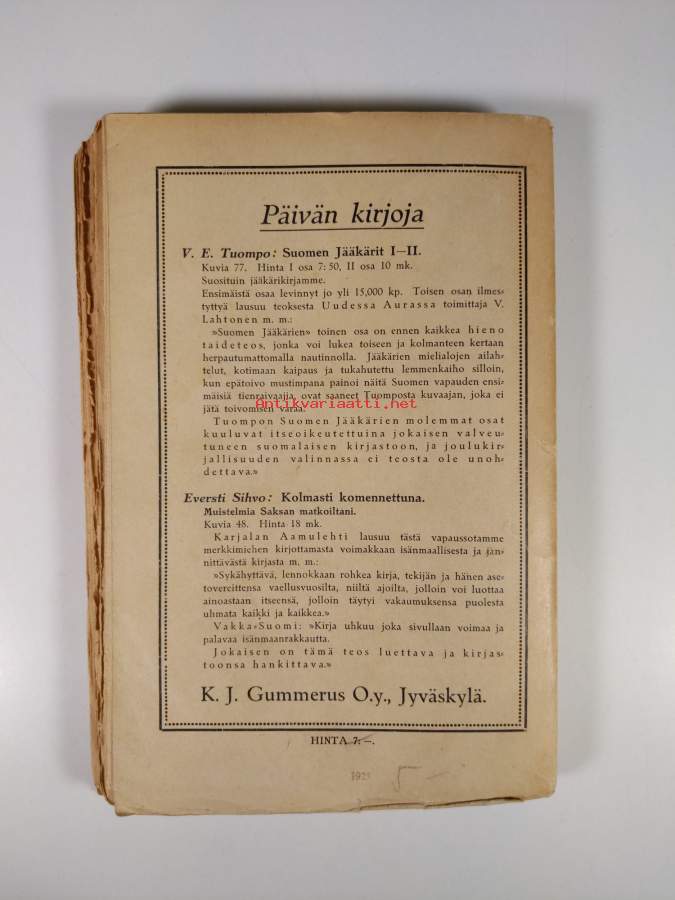 Päivän kirjoja
V. E. Tuompo: Suomen Jääkärit I—II.
Kuvia 77. Hinta I osa 7: 50, II osa 10 mk.
Suosituin jääkärikirjamme.
Ensimäistä osaa levinnyt jo yli 15,000 kp. Toisen osan ilmes-
tyttyä lausuu teoksesta Uudessa Aurassa toimittaja V.
Lahtonen m. m.:
»Suomen Jääkärien» toinen osa on ennen kaikkea hieno
taideteos, jonka voi lukea toiseen ja kolmanteen kertaan
herpautumattomalla nautinnolla. Jääkärien mielialojen ailah-
telut, kotimaan kaipaus ja tukahutettu lemmenkaiho silloin,
kun epätoivo mustimpana painoi näitä Suomen vapauden ensi-
mäisiä tienraivaajia, ovat saaneet Tuomposta kuvaajan, joka ei
Antikvariaatti.net
jätä toivomisen varaa.
Tuompon Suomen Jääkärien molemmat osat
kuuluvat itseoikeutettuina jokaisen valveu-
tuneen suomalaisen kirjastoon, ja joulukir-
jallisuuden valinnassa ei teosta ole unoh-
dettava.»
Eversti Sihvo: Kolmasti komennettuna.
Muistelmia Saksan matkoiltani.
Kuvia 48. Hinta 18 mk.
Karjalan Aamulehti lausuu tästä vapaussotamme
merkkimiehen kirjottamasta voimakkaan isänmaallisesta ja jän-
nittävästä kirjasta m. m.:
»Sykähyttävä, lennokkaan rohkea kirja, tekijän ja hänen ase-
tovereittensa vaellusvuosilta, niiltä ajoilta, jolloin voi luottaa
ainoastaan itseensä, jolloin täytyi vakaumuksensa puolesta
uhmata kaikki ja kaikkea.»
Vakka-Suomi: »Kirja uhkuu joka sivullaan voimaa ja
palavaa isänmaanrakkautta.
Jokaisen on tämä teos luettava ja kirjas-
toonsa hankittava.»
K. J. Gummerus O.y., Jyväskylä.
HINTA 7: —.
5 —